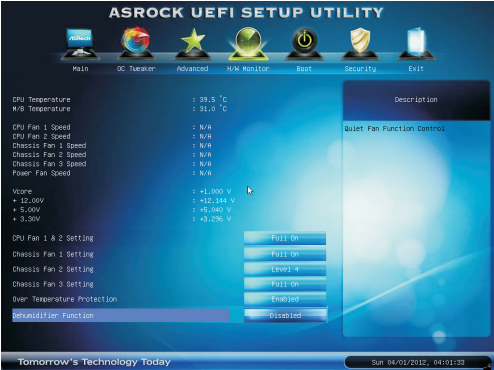 ASROCK UEFI SETUP UTILITY
ASRock
Main OC Tweaker Advanced H/W Monitor Boot Security Exit
CPU Temperature : 39.5 °C
M/B Temperature : 31.0 °C
CPU Fan 1 Speed : N/A
CPU Fan 2 Speed : N/A
Chassis Fan 1 Speed : N/A
Chassis Fan 2 Speed : N/A
Chassis Fan 3 Speed : N/A
Power Fan Speed : N/A
Vcore : +1.000 V
+ 12.00V : +12.144 V
+ 5.00V : +5.040 V
+ 3.30V : +3.296 V
CPU Fan 1 & 2 Setting Full On
Chassis Fan 1 Setting Full On
Chassis Fan 2 Setting Level 4
Chassis Fan 3 Setting Full On
Over Temperature Protection Enabled
Dehumidifier Function Disabled
Description
Quiet Fan Function Control
Tomorrow's Technology Today
Sun 04/01/2012, 04:01:33